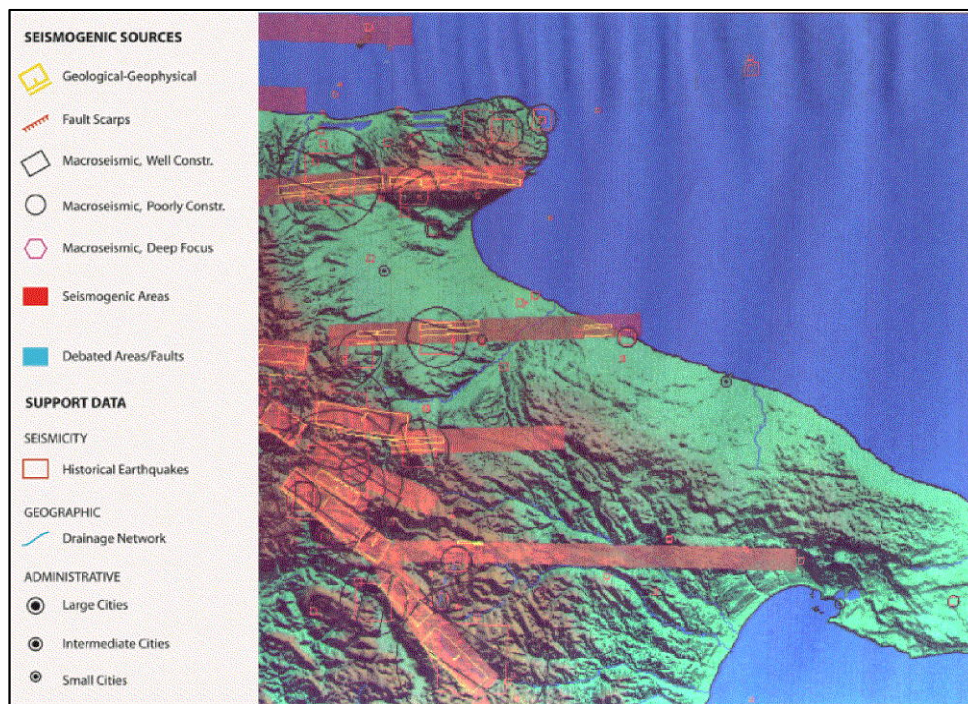 SEISMOGENIC SOURCES
Geological-Geophysical
Fault Scarps
Macroseismic, Well Constr.
Macroseismic, Poorly Constr.
Macroseismic, Deep Focus
Seismogenic Areas
Debated Areas/Faults
SUPPORT DATA
SEISMICITY
Historical Earthquakes
GEOGRAPHIC
Drainage Network
ADMINISTRATIVE
Large Cities
Intermediate Cities
Small Cities